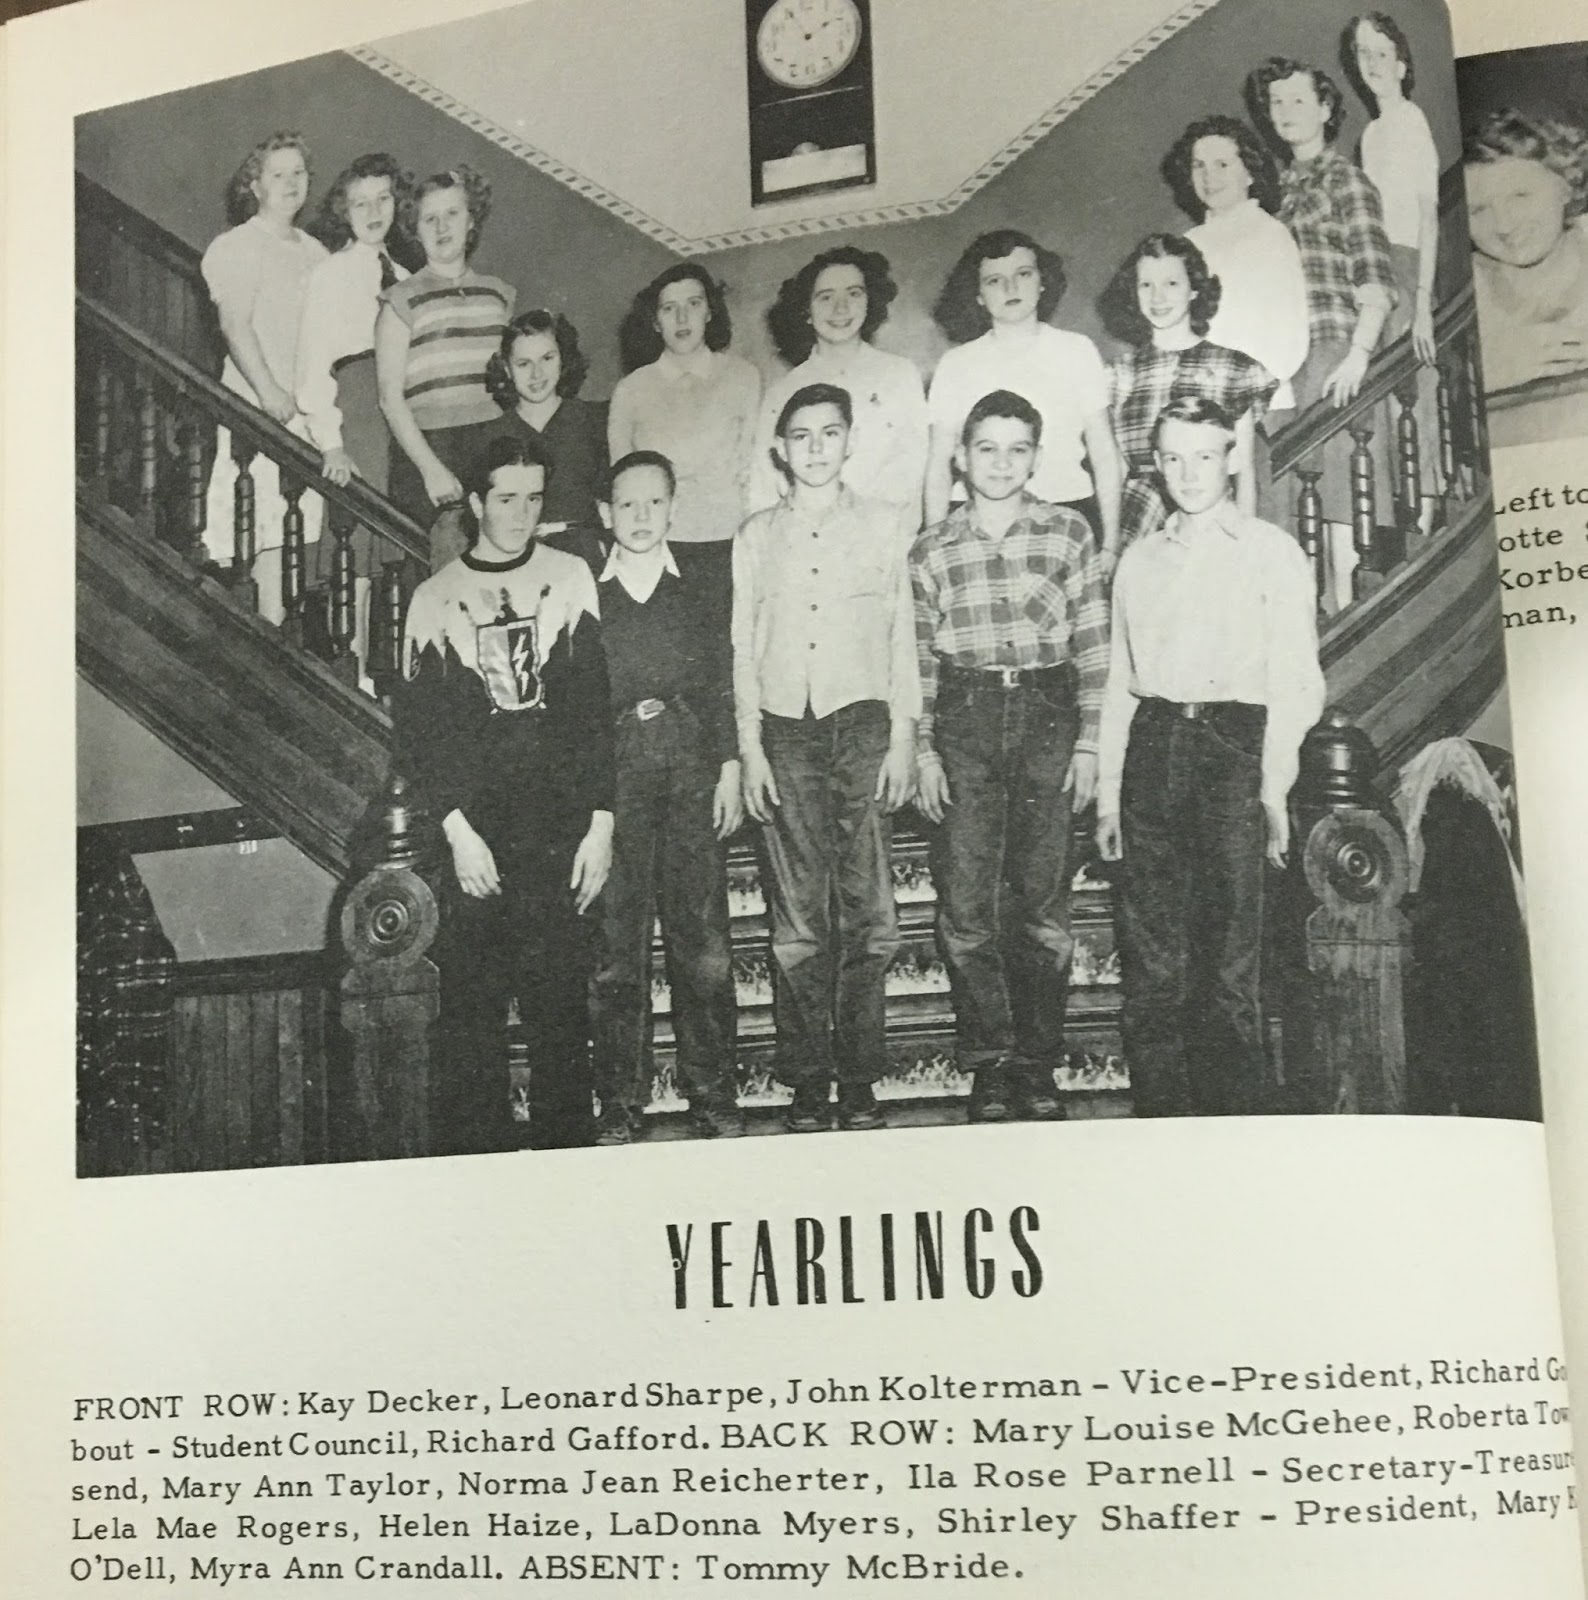 YEARLINGS
FRONT ROW: Kay Decker, Leonard Sharpe, John Kolterman - Vice-President, Richard
bout - Student Council, Richard Gafford. BACK ROW: Mary Louise McGehee, Roberta
send, Mary Ann Taylor, Norma Jean Reicherter, Ila Rose Parnell - Secretary-Treasur
Lela Mae Rogers, Helen Haize, LaDonna Myers, Shirley Shaffer - President, Mary
O'Dell, Myra Ann Crandall. ABSENT: Tommy McBride.
Left to
otte
Korbe
man,